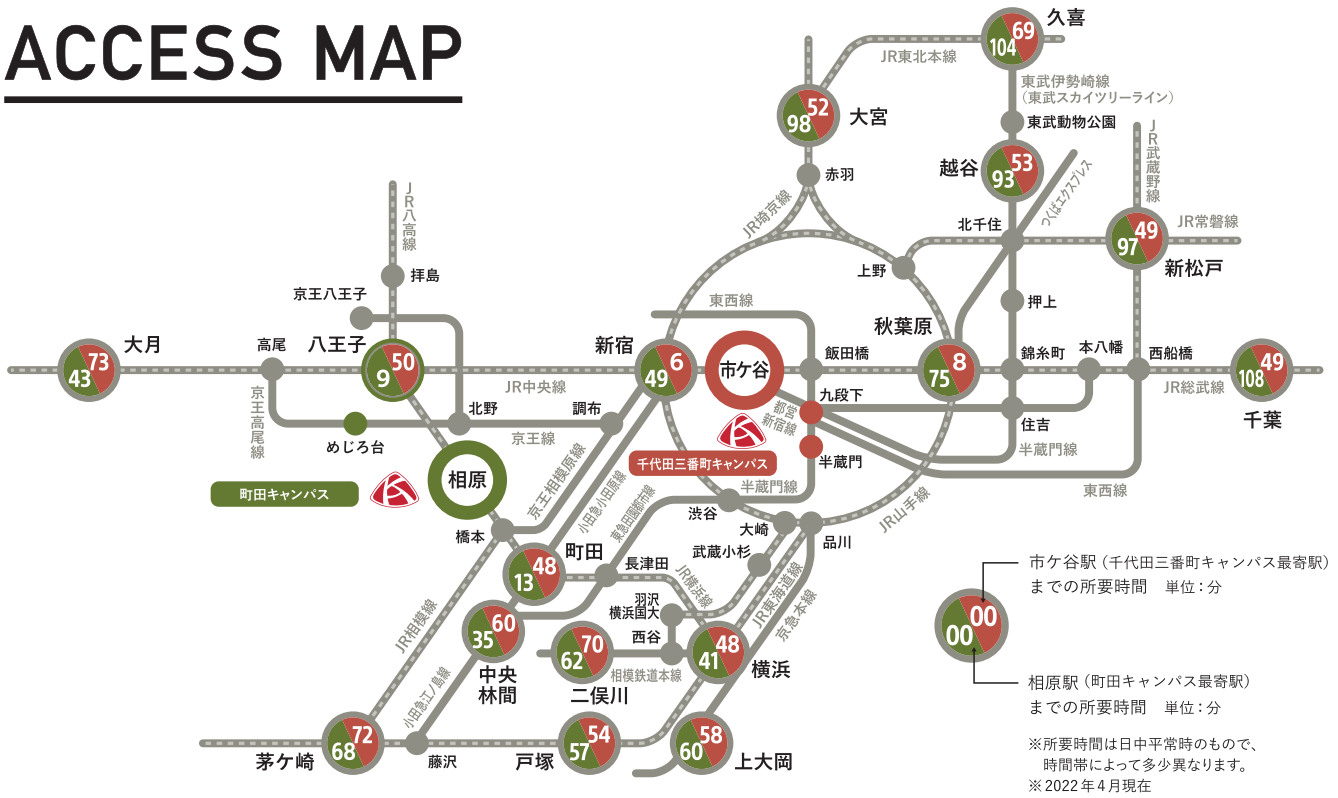 ACCESS MAP
69
104
久喜
JR東北本線
東武伊勢崎線
（東武スカイツリーライン）
52
98
大宮
東武動物公園
53
93
越谷
赤羽
JR埼京線
つくばエクスプレス
JR武蔵野線
北千住
49
97
新松戸
JR常磐線
上野
押上
JR八高線
拝島
京王八王子
東西線
大月
73
43
高尾
八王子
50
9
JR中央線
新宿
6
49
市ケ谷
飯田橋
秋葉原
8
75
錦糸町
本八幡
西船橋
49
108
千葉
JR総武線
京王高尾線
めじろ台
北野
京王線
調布
都営
新宿線
九段下
住吉
半蔵門線
相原
町田キャンパス
千代田三番町キャンパス
半蔵門
半蔵門線
東西線
京王相模原線
小田急小田原線
東急田園都市線
渋谷
大崎
品川
JR山手線
橋本
町田
48
13
長津田
武蔵小杉
JR横浜線
JR東海道線
京急本線
JR相模線
60
35
中央
林間
羽沢
横浜国大
西谷
70
62
二俣川
相模鉄道本線
48
41
横浜
小田急江ノ島線
72
68
茅ケ崎
藤沢
54
57
戸塚
58
60
上大岡
市ケ谷駅（千代田三番町キャンパス最寄駅）
までの所要時間　単位：分
00
00
相原駅（町田キャンパス最寄駅）
までの所要時間　単位：分
※所要時間は日中平常時のもので、
時間帯によって多少異なります。
※2022年4月現在